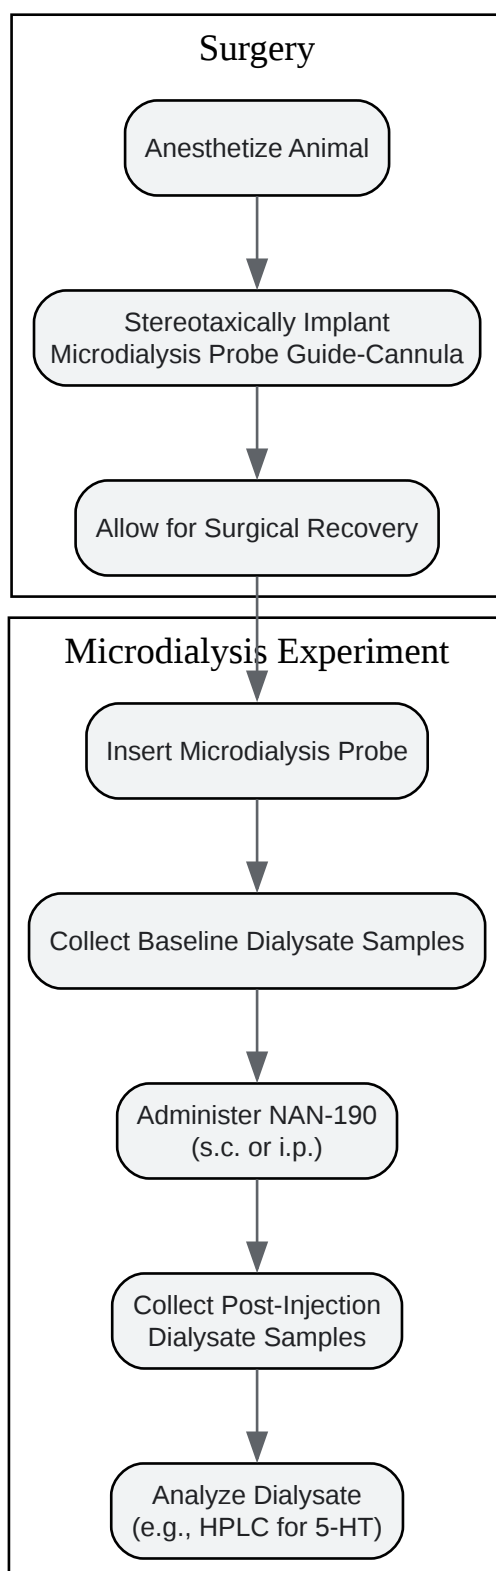 Surgery
Anesthetize Animal
Stereotaxically Implant
Microdialysis Probe Guide-Cannula
Allow for Surgical Recovery
Microdialysis Experiment
Insert Microdialysis Probe
Collect Baseline Dialysate Samples
Administer NAN-190
(s.c. or i.p.)
Collect Post-Injection
Dialysate Samples
Analyze Dialysate
(e.g., HPLC for 5-HT)